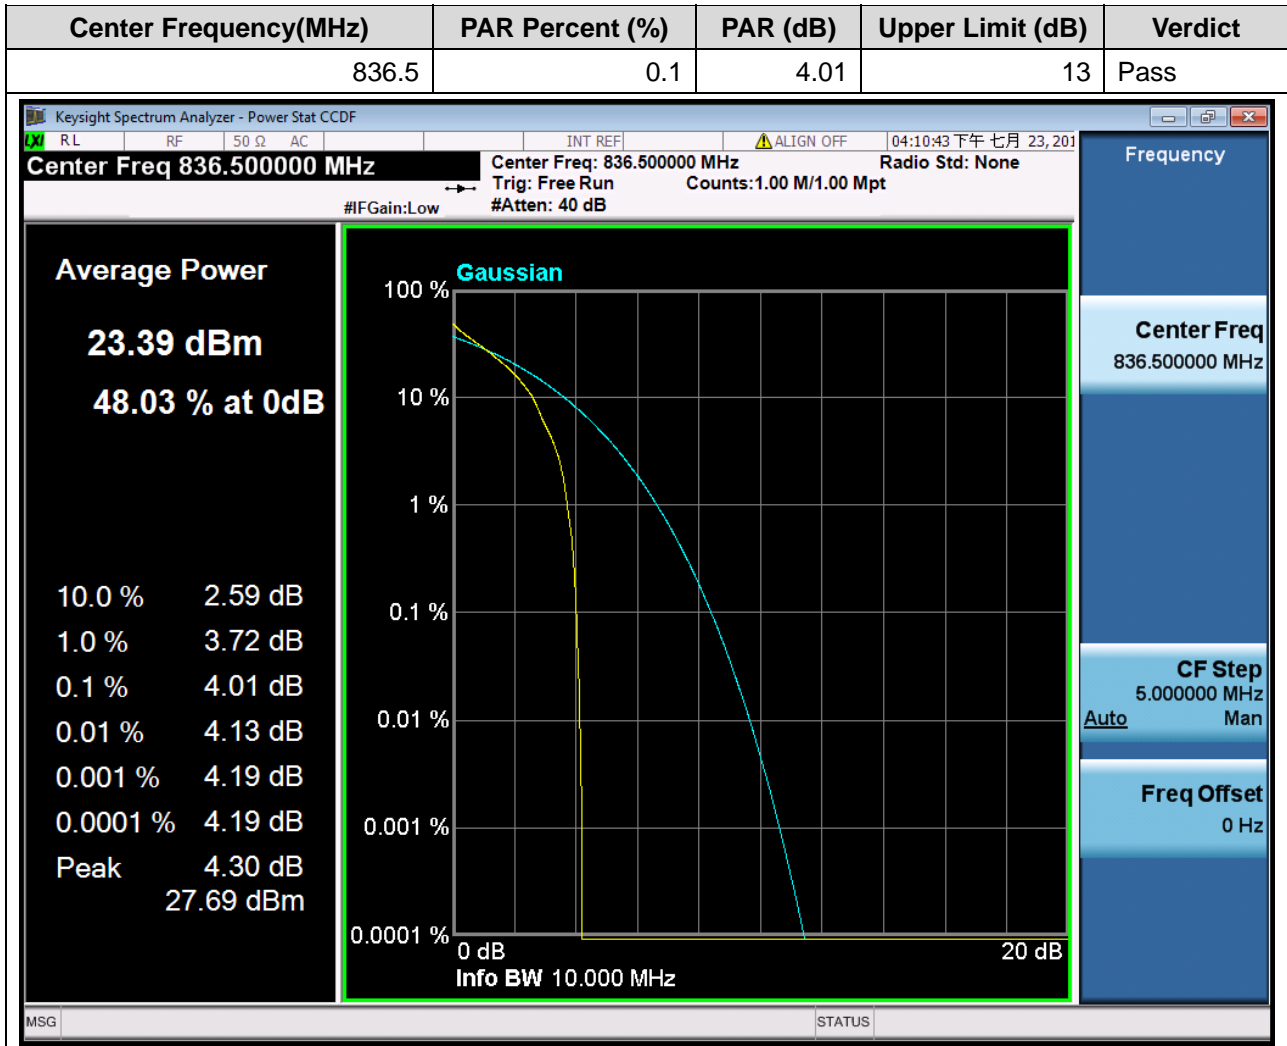 Center Frequency(MHz) PAR Percent (%) PAR (dB) Upper Limit (dB) Verdict
836.5 0.1 4.01 13 Pass
Keysight Spectrum Analyzer - Power Stat CCDF
LXI RL RF 50 Ω AC INT REF ALIGN OFF 04:10:43 下午 七月 23, 201
Center Freq 836.500000 MHz
Center Freq: 836.500000 MHz Radio Std: None
Trig: Free Run Counts:1.00 M/1.00 Mpt
#IFGain:Low #Atten: 40 dB
Average Power
23.39 dBm
48.03 % at 0dB
10.0 % 2.59 dB
1.0 % 3.72 dB
0.1 % 4.01 dB
0.01 % 4.13 dB
0.001 % 4.19 dB
0.0001 % 4.19 dB
Peak 4.30 dB
27.69 dBm
Gaussian
100 %
10 %
1 %
0.1 %
0.01 %
0.001 %
0.0001 %
0 dB 20 dB
Info BW 10.000 MHz
Frequency
Center Freq
836.500000 MHz
CF Step
5.000000 MHz
Auto Man
Freq Offset
0 Hz
MSG STATUS